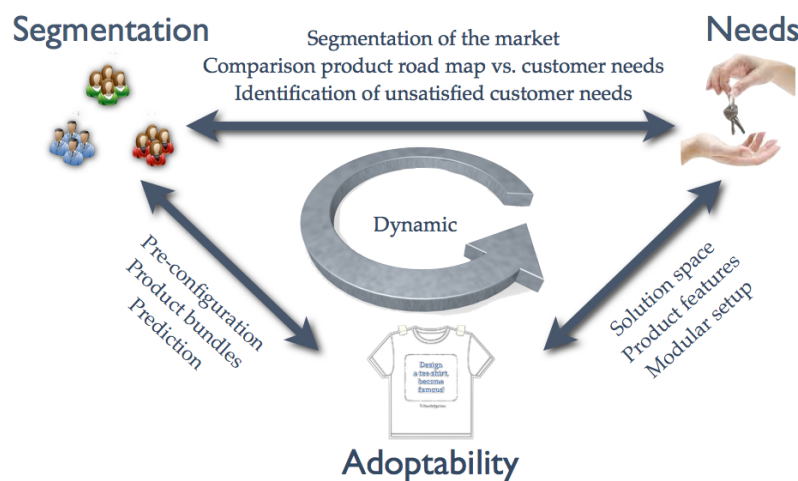 Segmentation
Needs
Segmentation of the market
Comparison product road map vs. customer needs
Identification of unsatisfied customer needs
Dynamic
Pre-configuration
Product bundles
Prediction
Solution space
Product features
Modular setup
Design
a tee shirt,
become
famous!
Adoptability